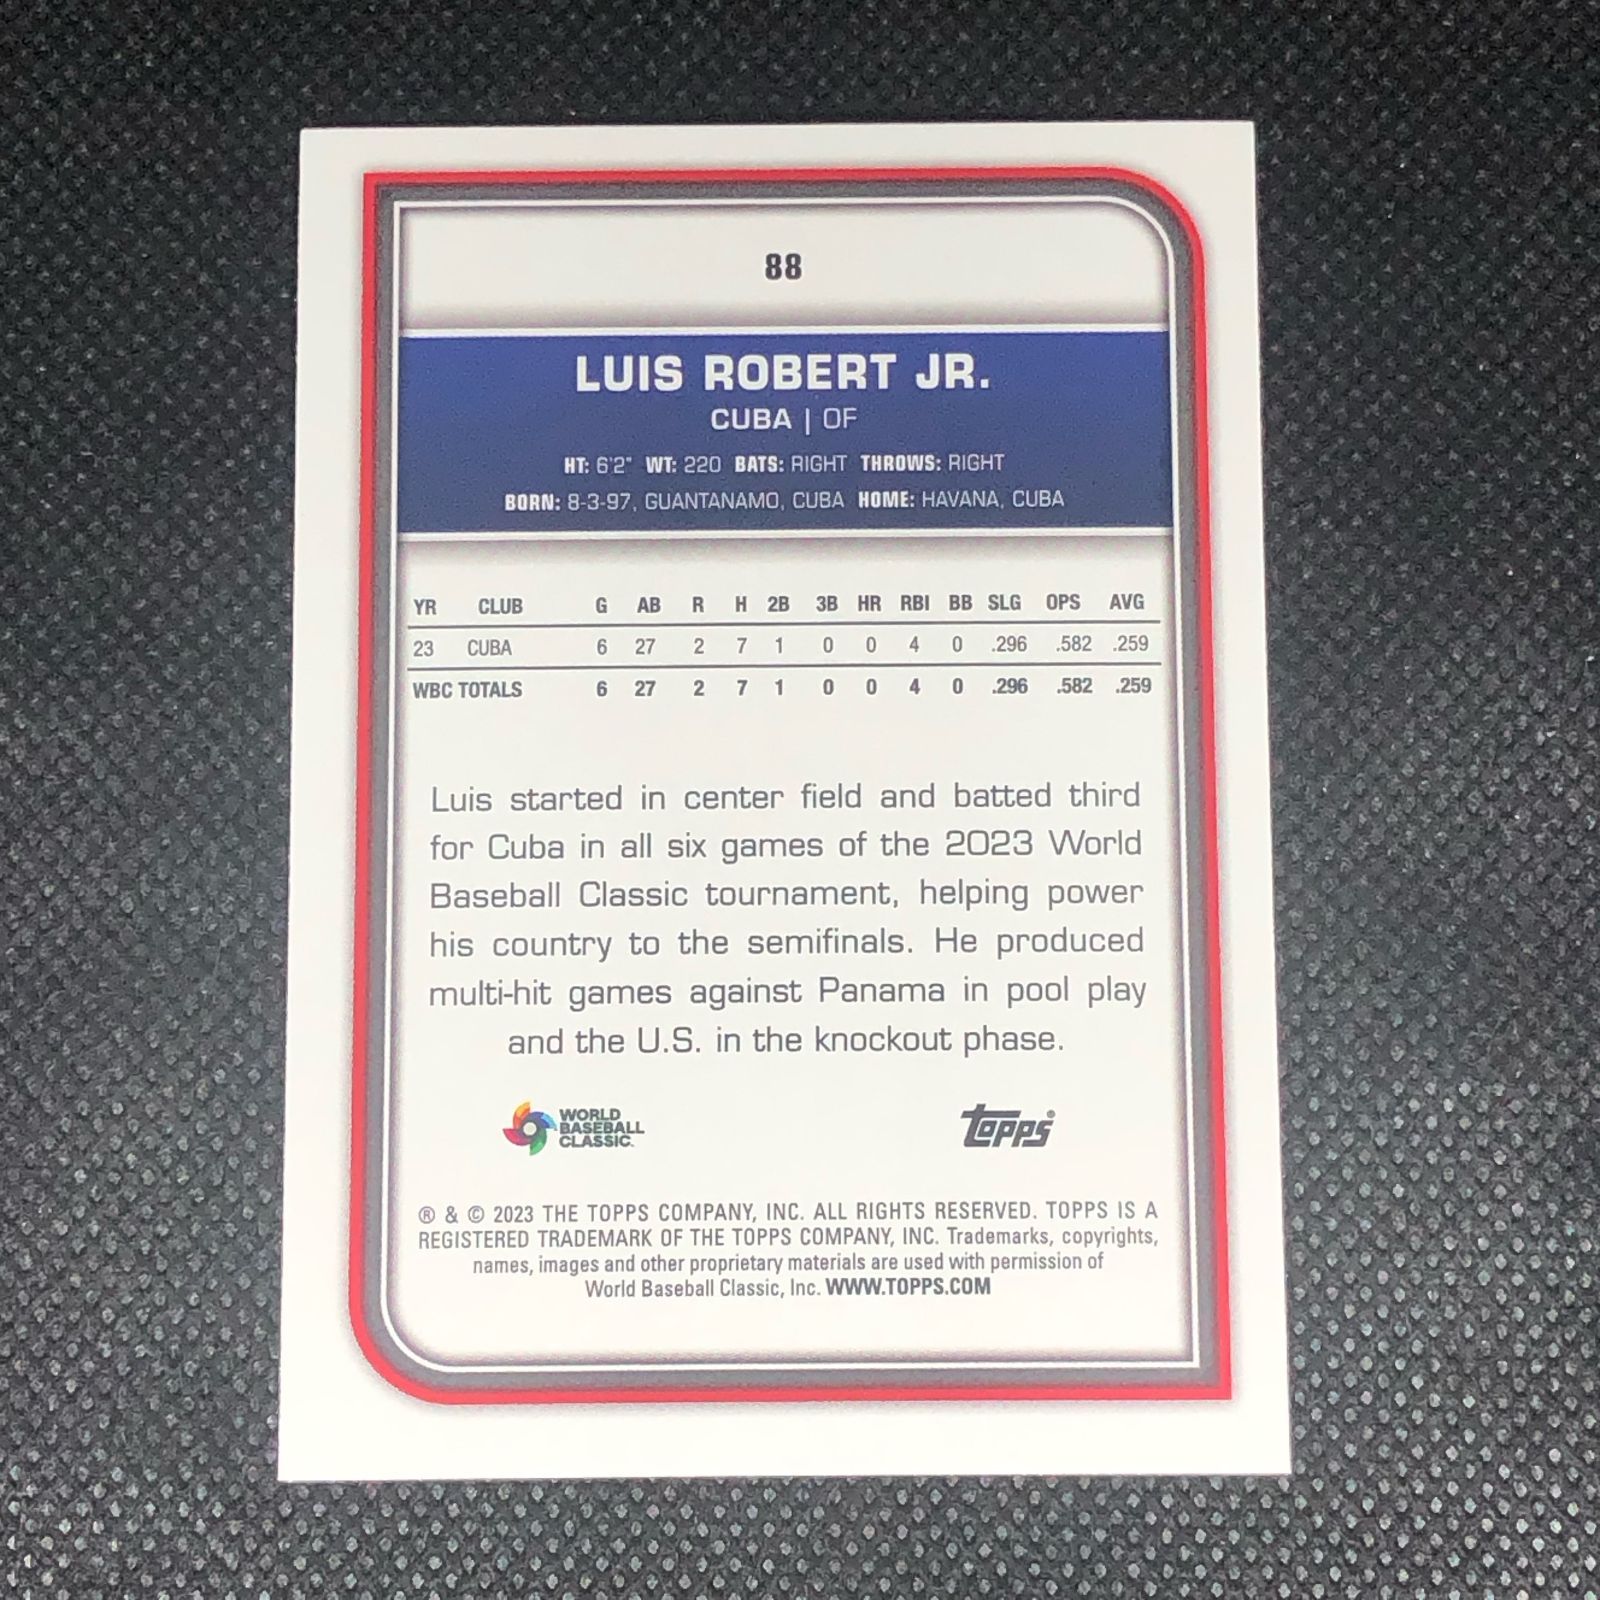 88
LUIS ROBERT JR.
CUBA | OF
HT: 6'2" WT: 220 BATS: RIGHT THROWS: RIGHT
BORN: 8-3-97, GUANTANAMO, CUBA HOME: HAVANA, CUBA
YR CLUB G AB R H 2B 3B HR RBI BB SLG OPS AVG
23 CUBA 6 27 2 7 1 0 0 4 0 .296 .582 .259
WBC TOTALS 6 27 2 7 1 0 0 4 0 .296 .582 .259
Luis started in center field and batted third
for Cuba in all six games of the 2023 World
Baseball Classic tournament, helping power
his country to the semifinals. He produced
multi-hit games against Panama in pool play
and the U.S. in the knockout phase.
WORLD
BASEBALL
CLASSIC
topps®
® & © 2023 THE TOPPS COMPANY, INC. ALL RIGHTS RESERVED. TOPPS IS A
REGISTERED TRADEMARK OF THE TOPPS COMPANY, INC. Trademarks, copyrights,
names, images and other proprietary materials are used with permission of
World Baseball Classic, Inc. WWW.TOPPS.COM